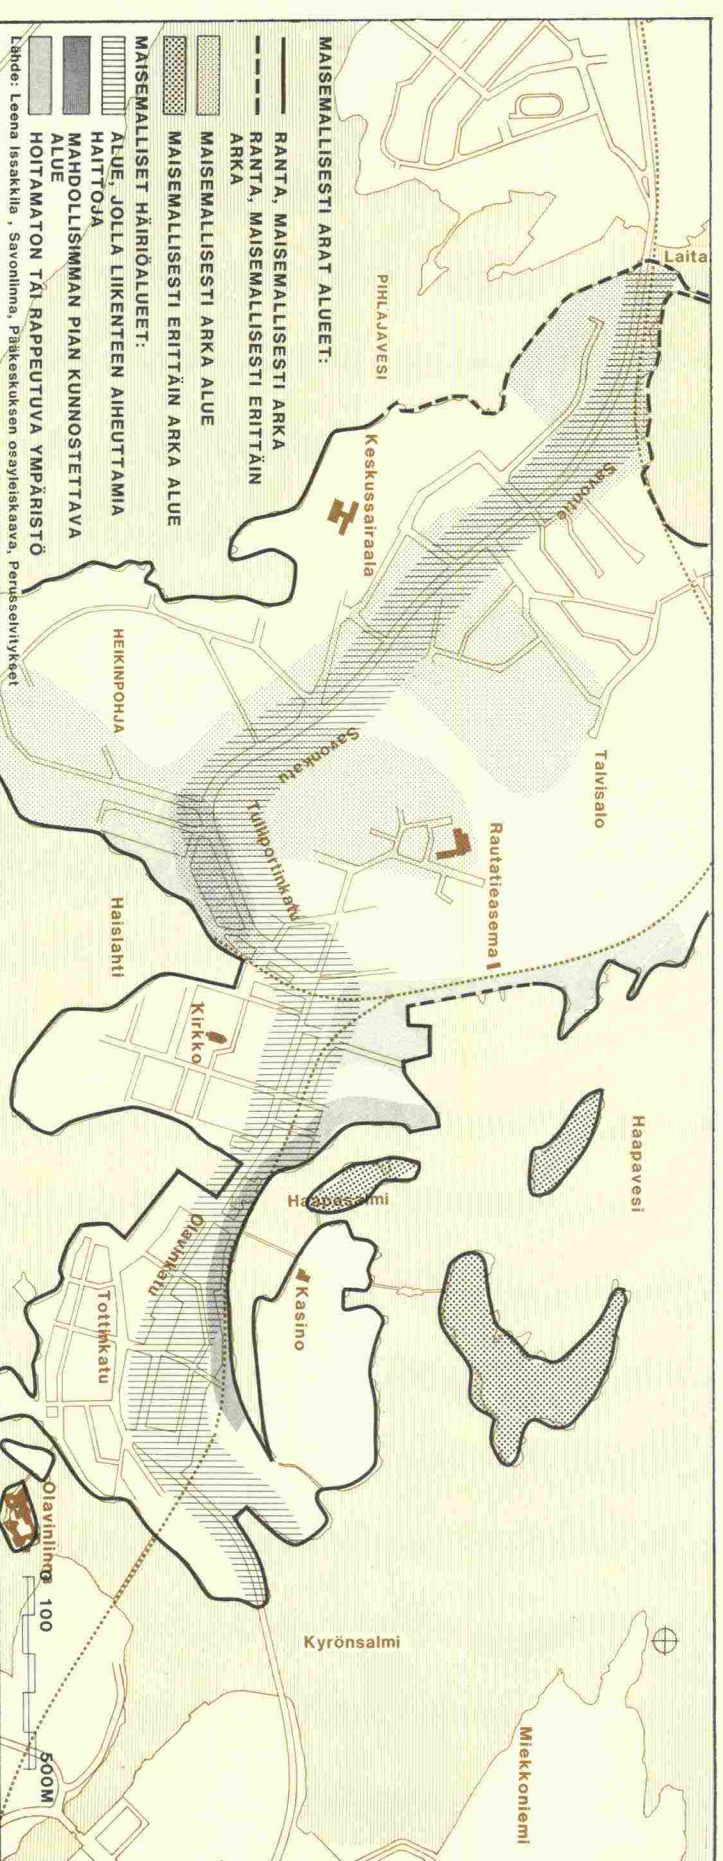 MAISEMALLISESTI ARAT ALUEET:
RANTA, MAISEMALLISESTI ARKA
RANTA, MAISEMALLISESTI ERITTÄIN
ARKA
MAISEMALLISESTI ARKA ALUE
MAISEMALLISESTI ERITTÄIN ARKA ALUE
MAISEMALLISET HÄIRIÖALUEET:
ALUE, JOLLA LIIKENTEEN AIHEUTTAMIA
HAITTOJA
MAHDOLLISIMMAN PIAN KUNNOSTETTAVA
ALUE
HOITAMATON TAI RAPPEUTUVA YMPÄRISTÖ
Lähde: Leena Issakkila, Savonlinna, Pääkeskuksen osayleiskaava, Perusselvitykset
Laita
PIHLAJAVESI
Keskussairaala
Savontie
HEIKINPOHJA
Savonkatu
Talvisalo
Tulliportinkatu
Rautatieasema
Haislahti
Kirkko
Haapavesi
Haapasalmi
Olavinkatu
Kasino
Tottinkatu
Olavinlinna
Kyrönsalmi
Miekkoniemi
0 100 500M